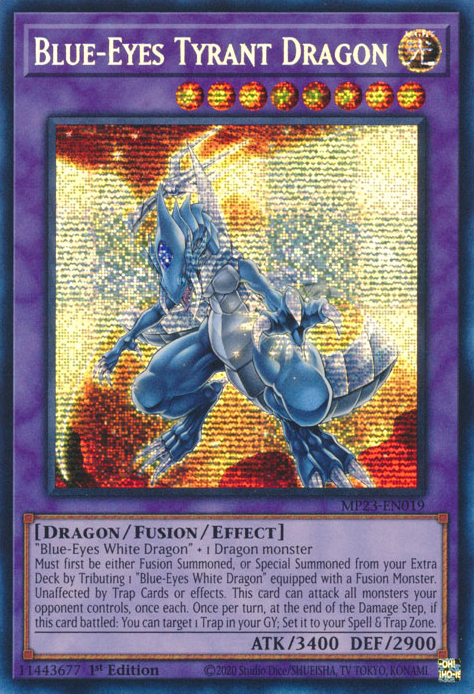 BLUE-EYES TYRANT DRAGON
MP23-EN019
[DRAGON/FUSION/EFFECT]
"Blue-Eyes White Dragon" + 1 Dragon monster
Must first be either Fusion Summoned, or Special Summoned from your Extra
Deck by Tributing 1 "Blue-Eyes White Dragon" equipped with a Fusion Monster.
Unaffected by Trap Cards or effects. This card can attack all monsters your
opponent controls, once each. Once per turn, at the end of the Damage Step, if
this card battled: You can target 1 Trap in your GY; Set it to your Spell & Trap Zone.
ATK/3400 DEF/2900
11443677 1st Edition ©2020 Studio Dice/SHUEISHA, TV TOKYO, KONAMI